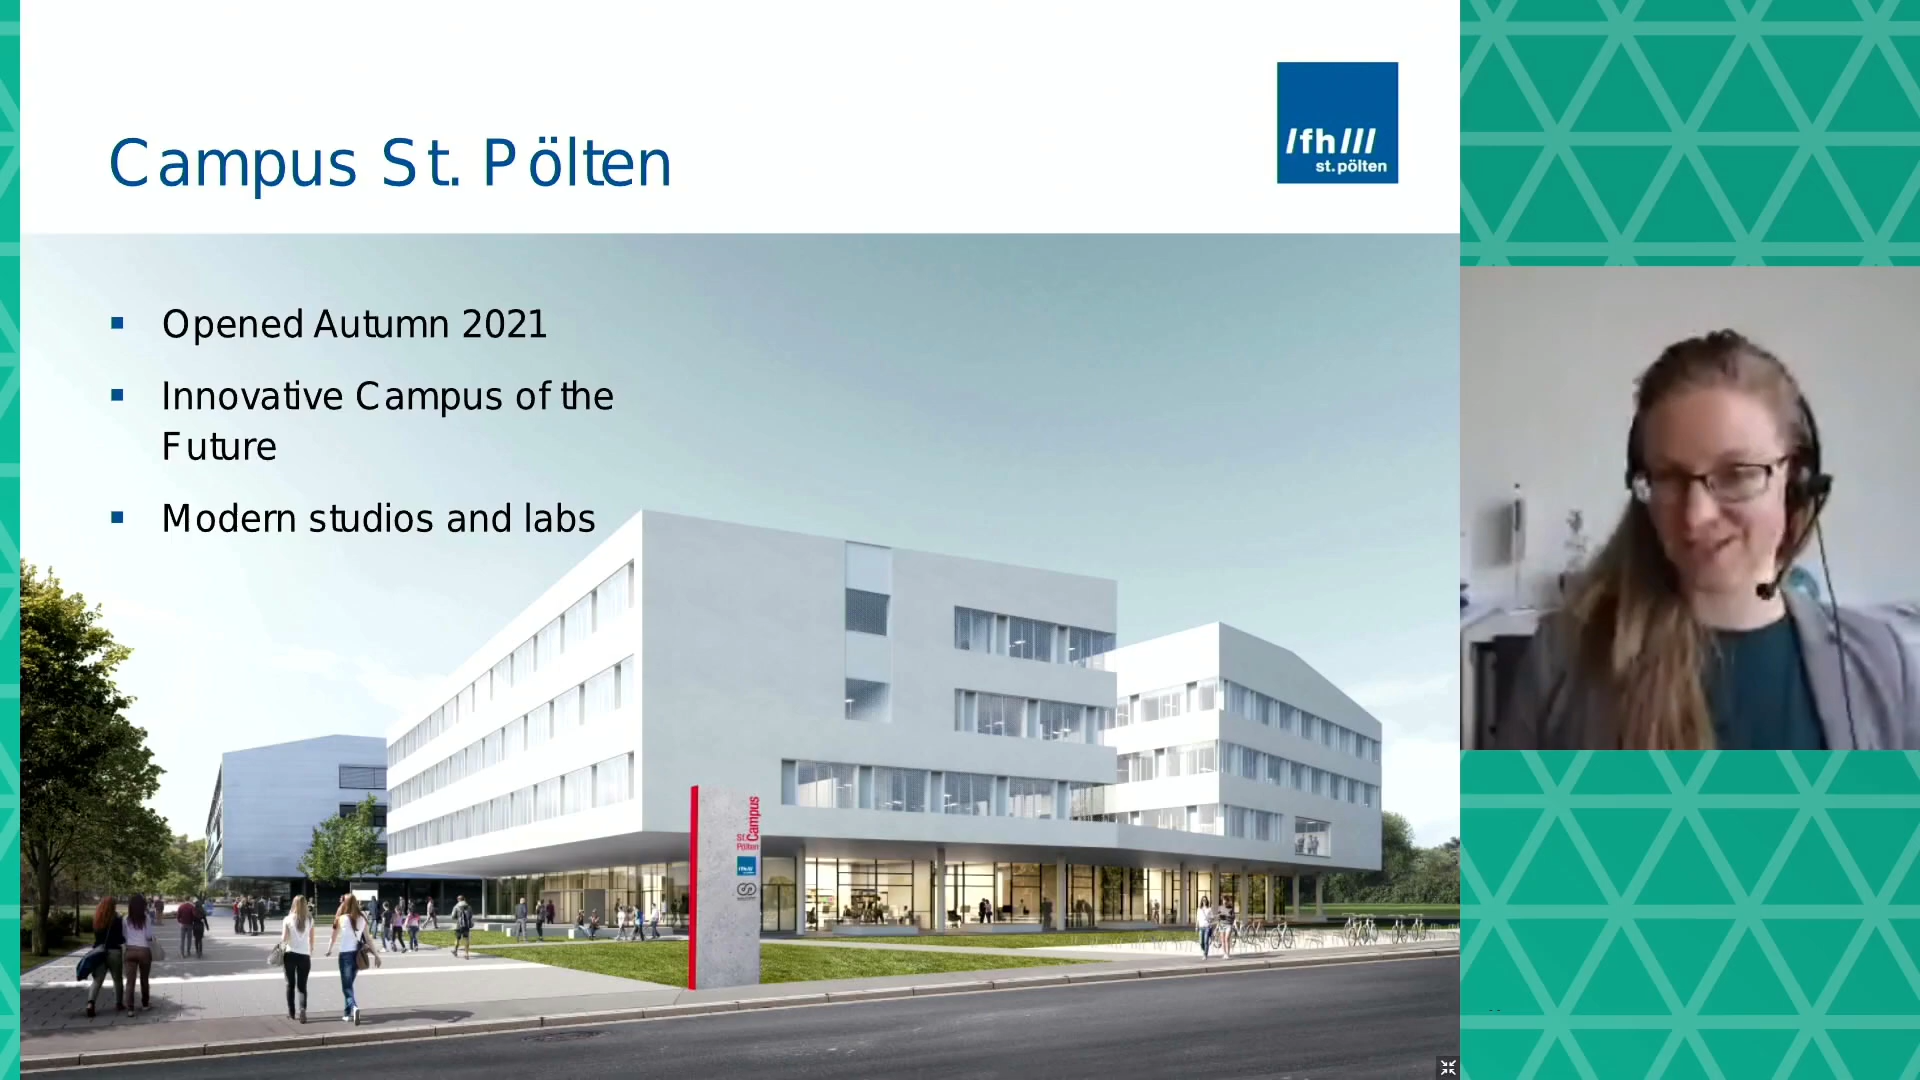 Campus St. Pölten
/fh///
st.pölten
Opened Autumn 2021
Innovative Campus of the
Future
Modern studios and labs
St.
Pölten
Campus